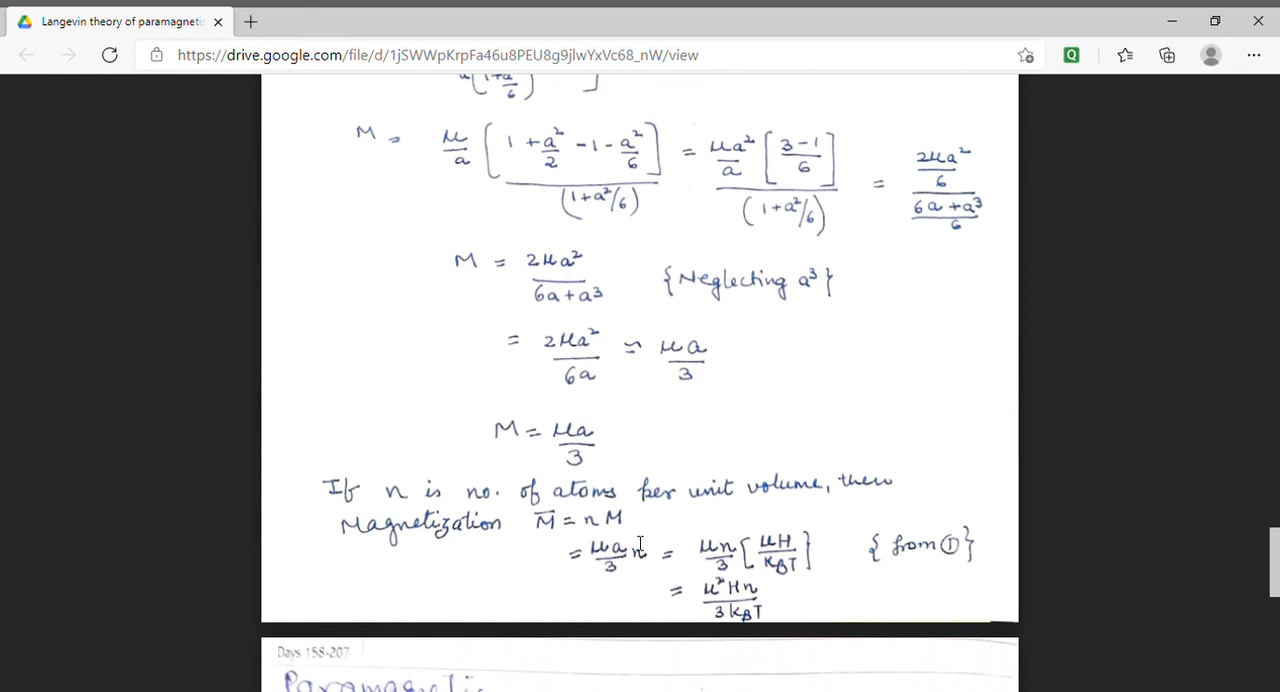 Langevin theory of paramagnetis
https://drive.google.com/file/d/1jSWWpKrpFa46u8PEU8g9jlwYxVc68_nW/view
a(1+a/6) ]
M = μ/a [1 + a²/2 - 1 - a²/6] / (1+a²/6) = μa²/a [3-1/6] / (1+a²/6) = 2μa²/6 / 6a+a³/6
M = 2μa² / 6a+a³ {Neglecting a³}
= 2μa²/6a ≃ μa/3
M = μa/3
If n is no. of atoms per unit volume, then
Magnetization M̅ = nM
= μa/3 n = μn/3 [μH/KBT] {from ①}
= μ²Hn/3KBT
Days 158-207
Paramagneti